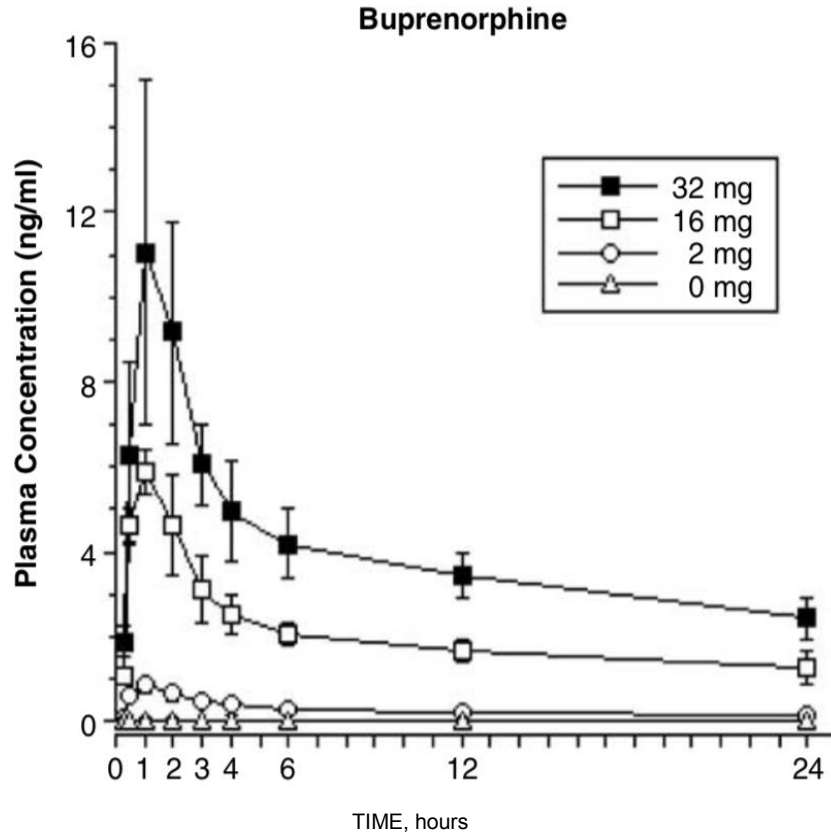 Buprenorphine
Plasma Concentration (ng/ml)
16
12
8
4
0
32 mg
16 mg
2 mg
0 mg
0 1 2 3 4 6 12 24
TIME, hours